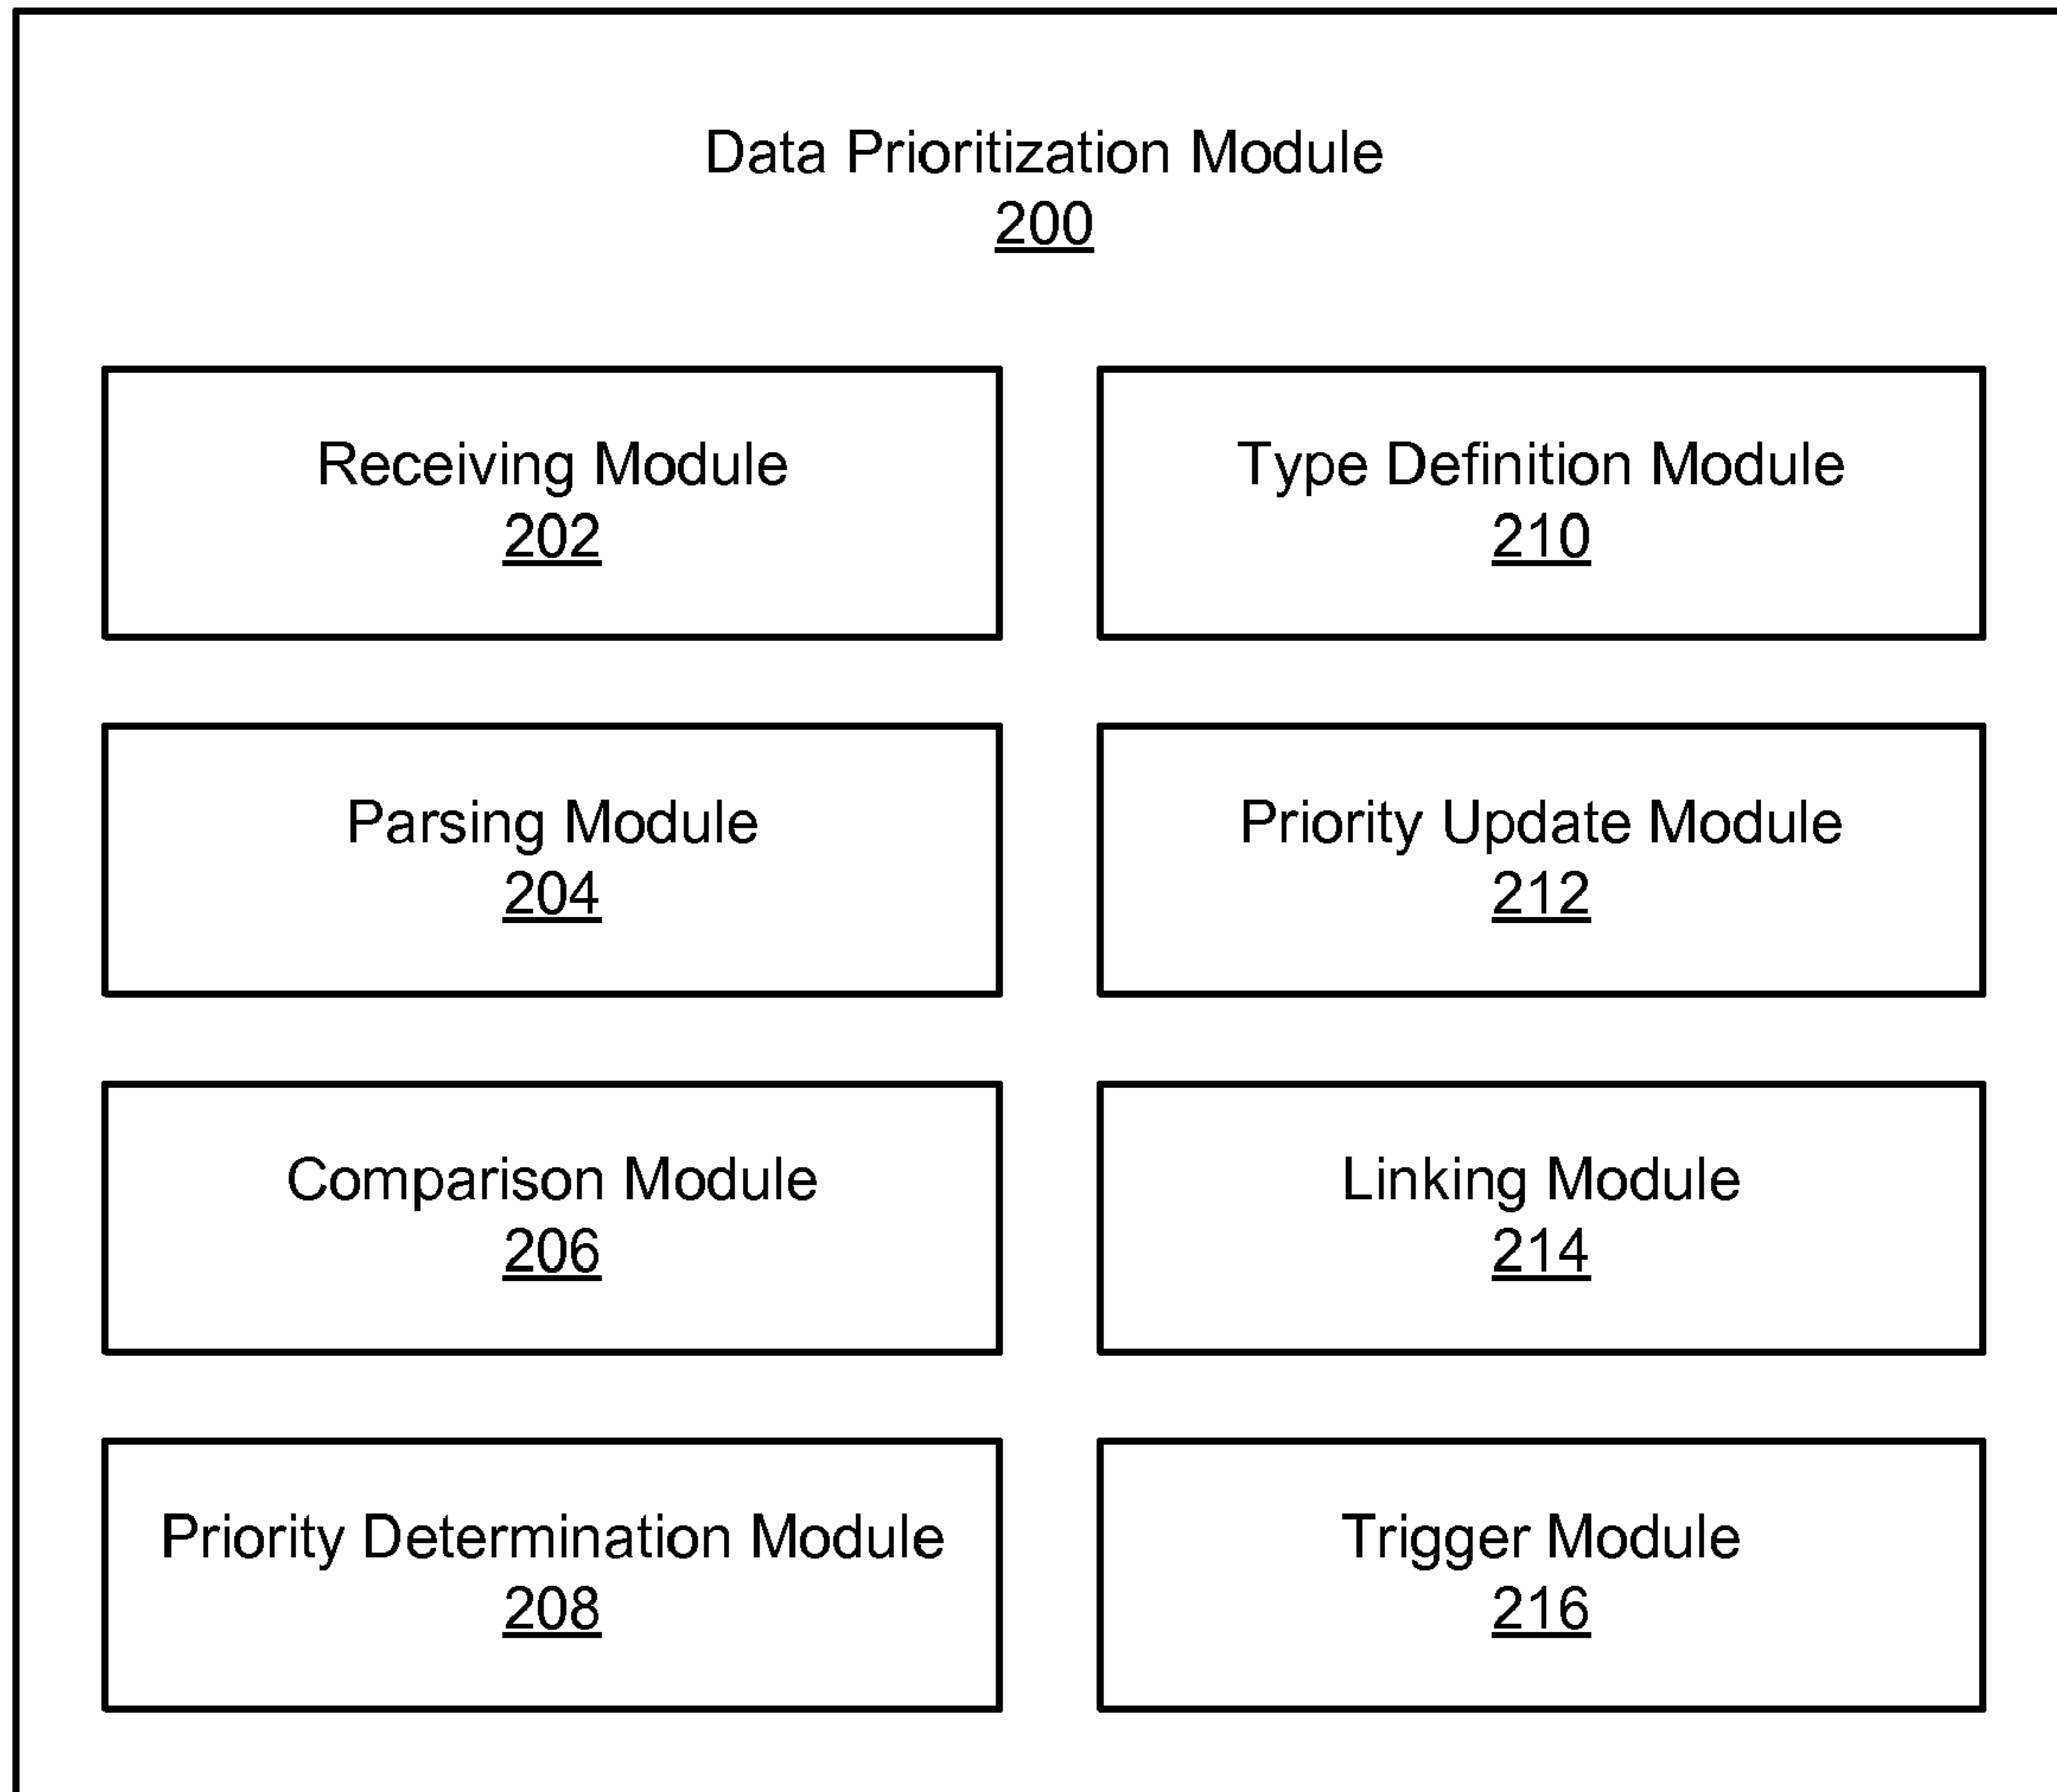 Data Prioritization Module
200
Receiving Module
202
Type Definition Module
210
Parsing Module
204
Priority Update Module
212
Comparison Module
206
Linking Module
214
Priority Determination Module
208
Trigger Module
216